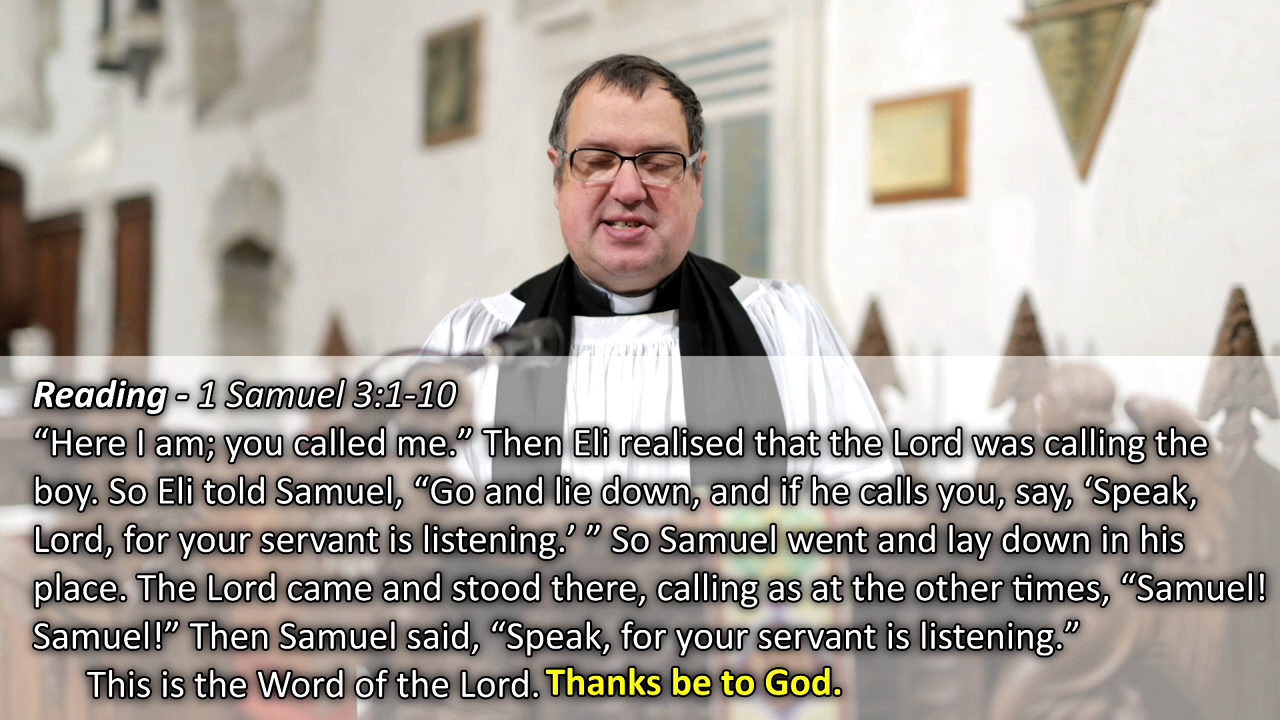 Reading - 1 Samuel 3:1-10
“Here I am; you called me.” Then Eli realised that the Lord was calling the
boy. So Eli told Samuel, “Go and lie down, and if he calls you, say, ‘Speak,
Lord, for your servant is listening.’ ” So Samuel went and lay down in his
place. The Lord came and stood there, calling as at the other times, “Samuel!
Samuel!” Then Samuel said, “Speak, for your servant is listening.”
This is the Word of the Lord. Thanks be to God.